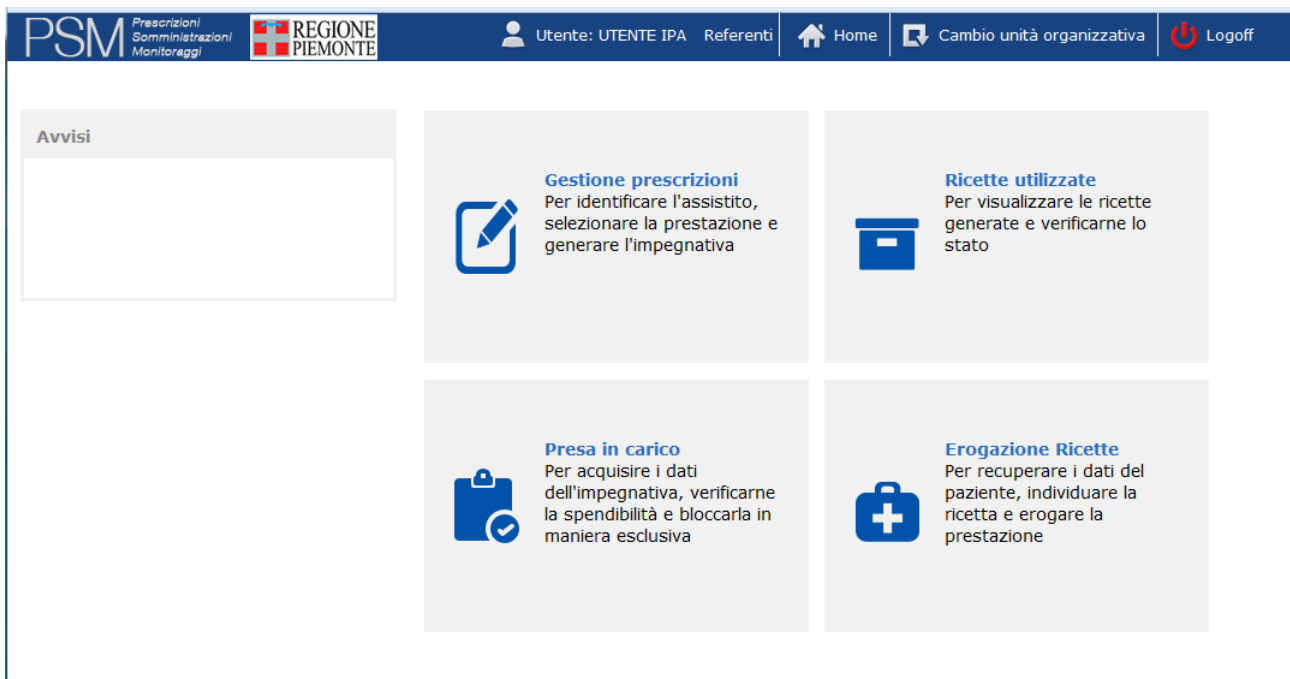 PSM Prescrizioni
Somministrazioni
Monitoraggi
REGIONE
PIEMONTE
Utente: UTENTE IPA Referenti
Home
Cambio unità organizzativa
Logoff
Avvisi
Gestione prescrizioni
Per identificare l'assistito,
selezionare la prestazione e
generare l'impegnativa
Ricette utilizzate
Per visualizzare le ricette
generate e verificarne lo
stato
Presa in carico
Per acquisire i dati
dell'impegnativa, verificarne
la spendibilità e bloccarla in
maniera esclusiva
Erogazione Ricette
Per recuperare i dati del
paziente, individuare la
ricetta e erogare la
prestazione